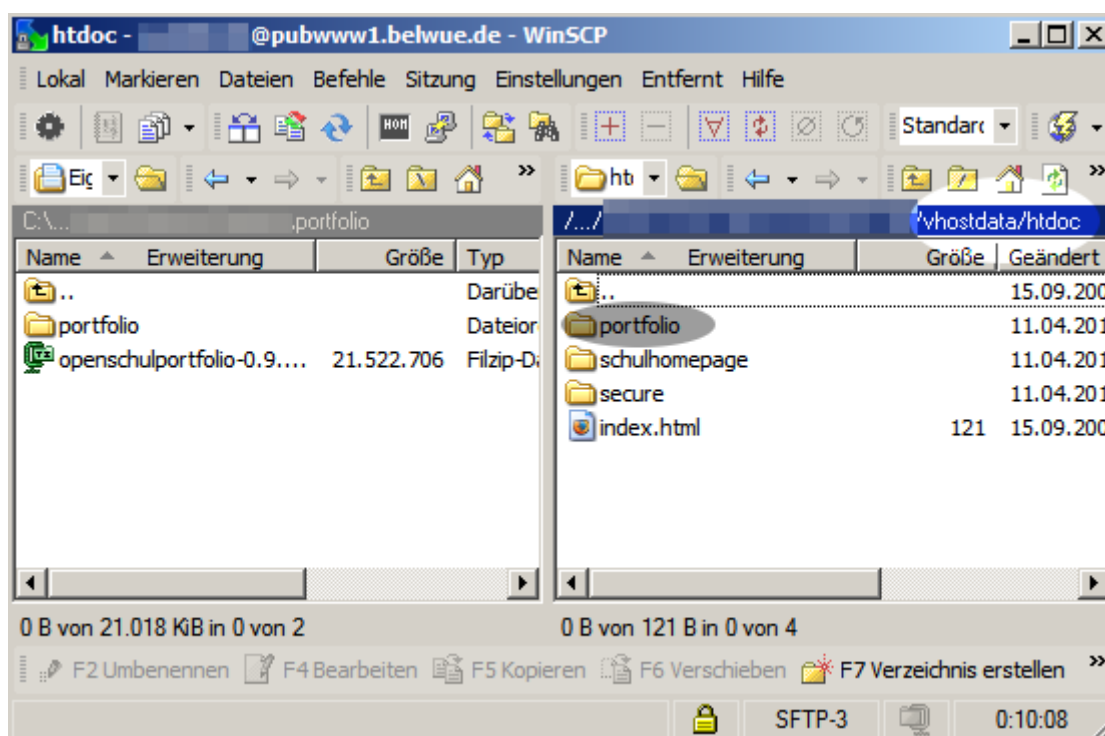 htdoc - @pubwww1.belwue.de - WinSCP
Lokal Markieren Dateien Befehle Sitzung Einstellungen Entfernt Hilfe
Standarc
Eig htı
C:\... .portfolio /.../ /vhostdata/htdoc
Name Erweiterung Größe Typ Name Erweiterung Größe Geändert
.. Darübe .. 15.09.200
portfolio Dateior portfolio 11.04.201
openschulportfolio-0.9.... 21.522.706 Filzip-Da schulhomepage 11.04.201
secure 11.04.201
index.html 121 15.09.200
0 B von 21.018 KiB in 0 von 2 0 B von 121 B in 0 von 4
F2 Umbenennen F4 Bearbeiten F5 Kopieren F6 Verschieben F7 Verzeichnis erstellen
SFTP-3 0:10:08